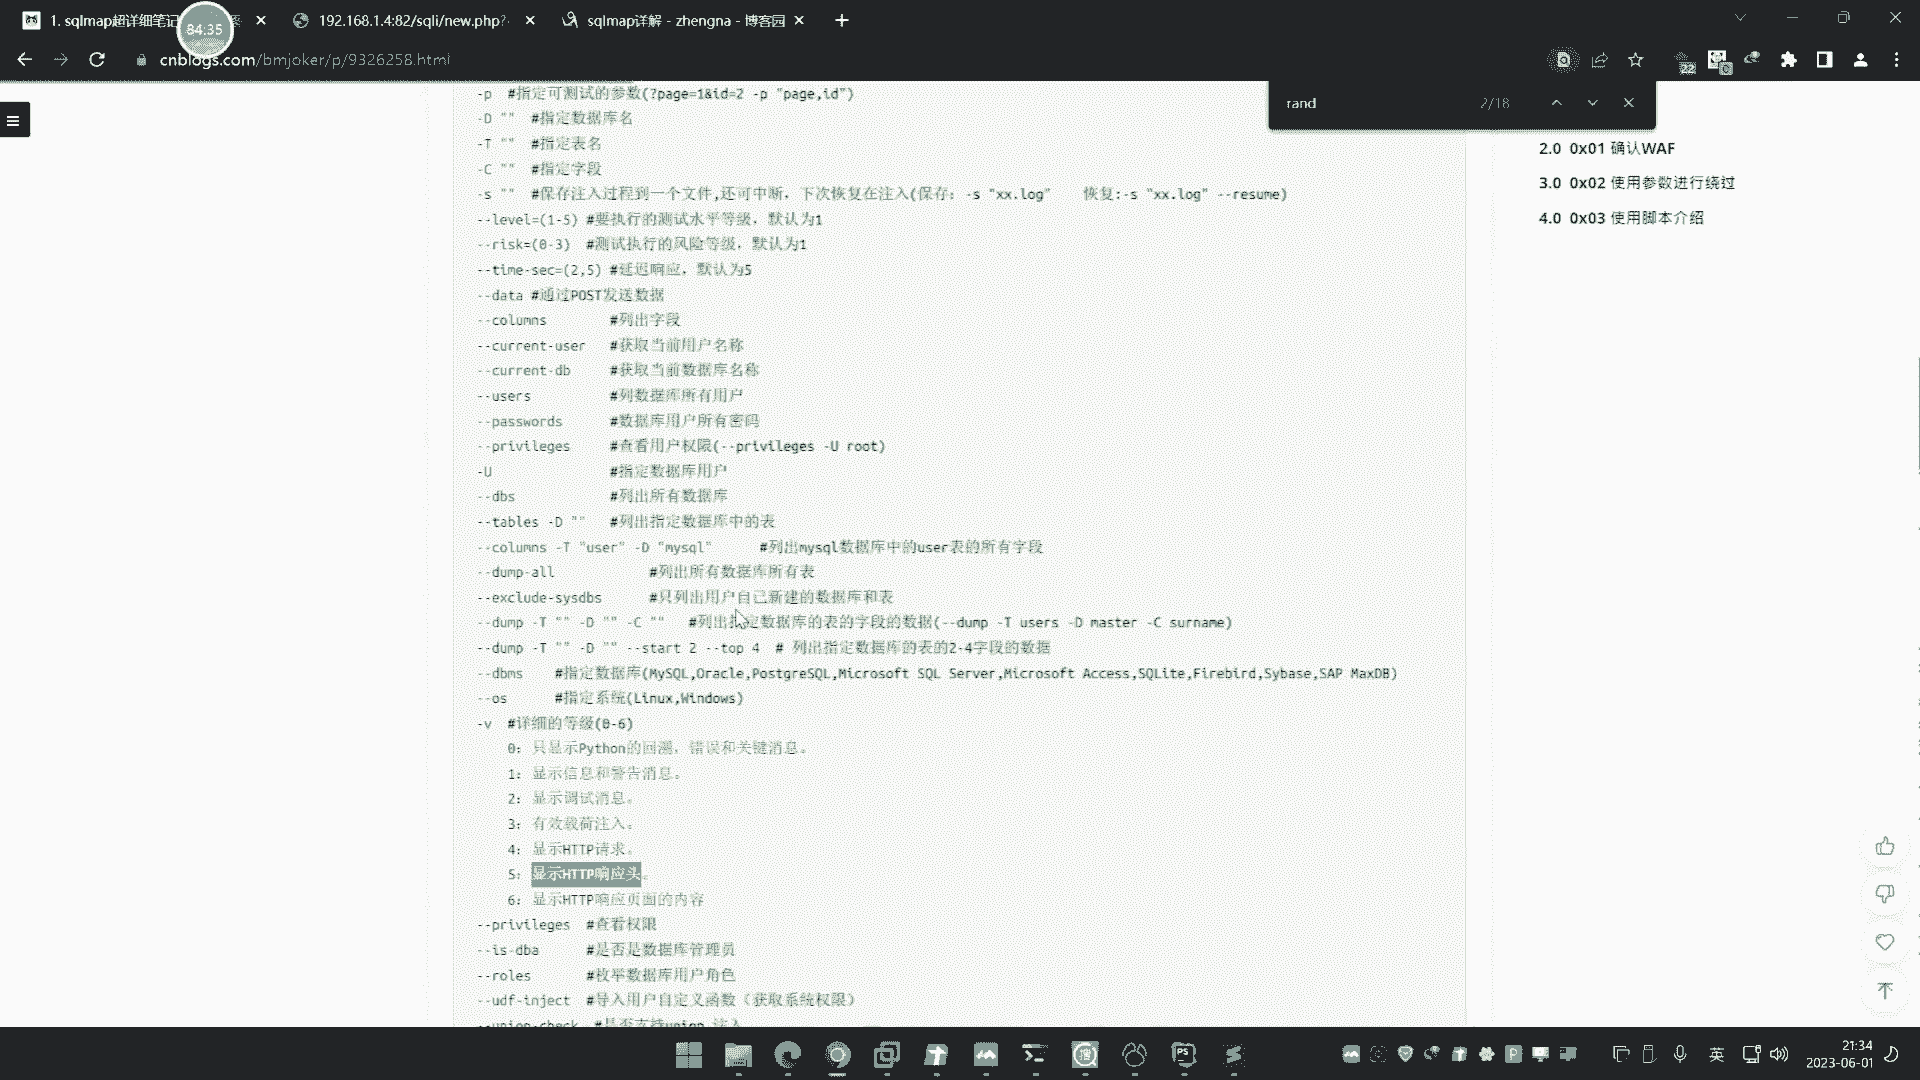 1. sqlmap超详细笔记
84:35
192.168.1.4:82/sqli/new.php?
sqlmap详解 - zhengna - 博客园
cnblogs.com/bmjoker/p/9326258.html
22
rand
2/18
-p #指定可测试的参数(?page=1&id=2 -p "page,id")
-D "" #指定数据库名
-T "" #指定表名
-C "" #指定字段
-s "" #保存注入过程到一个文件,还可中断，下次恢复在注入(保存：-s "xx.log" 恢复:-s "xx.log" --resume)
--level=(1-5) #要执行的测试水平等级，默认为1
--risk=(0-3) #测试执行的风险等级，默认为1
--time-sec=(2,5) #延迟响应，默认为5
--data #通过POST发送数据
--columns #列出字段
--current-user #获取当前用户名称
--current-db #获取当前数据库名称
--users #列数据库所有用户
--passwords #数据库用户所有密码
--privileges #查看用户权限(--privileges -U root)
-U #指定数据库用户
--dbs #列出所有数据库
--tables -D "" #列出指定数据库中的表
--columns -T "user" -D "mysql" #列出mysql数据库中的user表的所有字段
--dump-all #列出所有数据库所有表
--exclude-sysdbs #只列出用户自己新建的数据库和表
--dump -T "" -D "" -C "" #列出指定数据库的表的字段的数据(--dump -T users -D master -C surname)
--dump -T "" -D "" --start 2 --top 4 # 列出指定数据库的表的2-4字段的数据
--dbms #指定数据库(MySQL,Oracle,PostgreSQL,Microsoft SQL Server,Microsoft Access,SQLite,Firebird,Sybase,SAP MaxDB)
--os #指定系统(Linux,Windows)
-v #详细的等级(0-6)
0：只显示Python的回溯，错误和关键消息。
1：显示信息和警告消息。
2：显示调试消息。
3：有效载荷注入。
4：显示HTTP请求。
5：显示HTTP响应头。
6：显示HTTP响应页面的内容
--privileges #查看权限
--is-dba #是否是数据库管理员
--roles #枚举数据库用户角色
--udf-inject #导入用户自定义函数（获取系统权限）
--union-check #是否支持union 注入
2.0 0x01 确认WAF
3.0 0x02 使用参数进行绕过
4.0 0x03 使用脚本介绍
英
21:34
2023-06-01